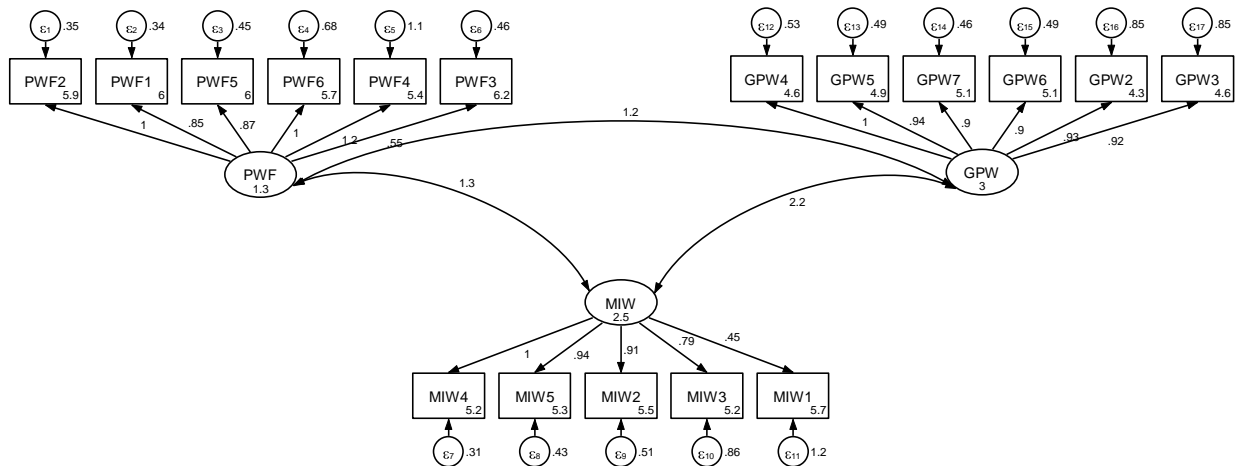 ε1 .35 ε2 .34 ε3 .45 ε4 .68 ε5 1.1 ε6 .46 ε12 .53 ε13 .49 ε14 .46 ε15 .49 ε16 .85 ε17 .85
PWF2 PWF1 PWF5 PWF6 PWF4 PWF3 GPW4 GPW5 GPW7 GPW6 GPW2 GPW3
5.9 6 6 5.7 5.4 6.2 4.6 4.9 5.1 5.1 4.3 4.6
1 .85 .87 1 1.2 .55 1.2 1 .94 .9 .9 .93 .92
PWF GPW
1.3 3
1.3 2.2
MIW
2.5
1 .94 .91 .79 .45
MIW4 MIW5 MIW2 MIW3 MIW1
5.2 5.3 5.5 5.2 5.7
ε7 .31 ε8 .43 ε9 .51 ε10 .86 ε11 1.2